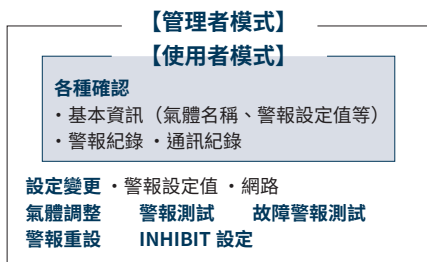 【管理者模式】
【使用者模式】
各種確認
・基本資訊（氣體名稱、警報設定值等）
・警報紀錄 ・通訊紀錄
設定變更 ・警報設定值 ・網路
氣體調整 警報測試 故障警報測試
警報重設 INHIBIT 設定